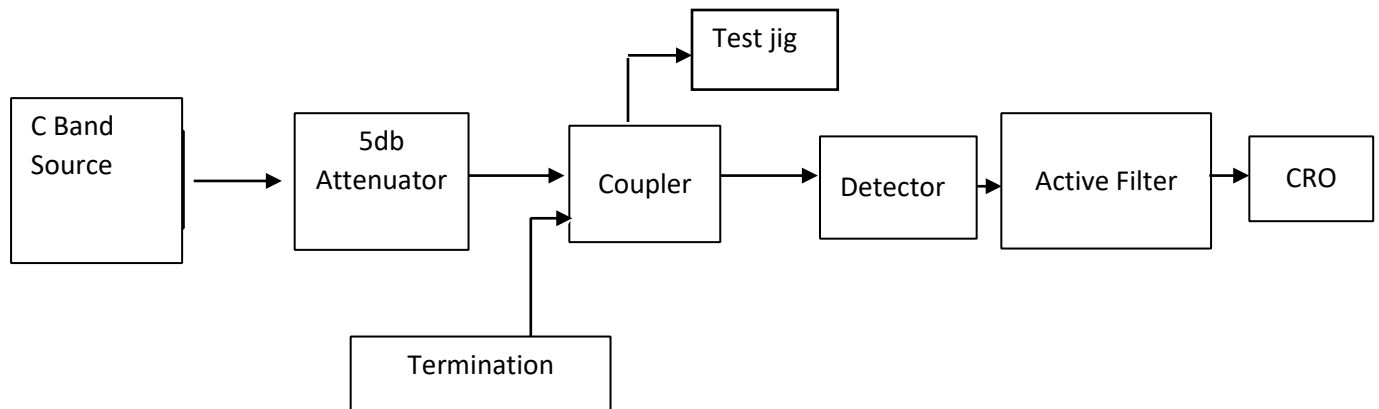 Test jig
C Band
Source
5db
Attenuator
Coupler
Detector
Active Filter
CRO
Termination